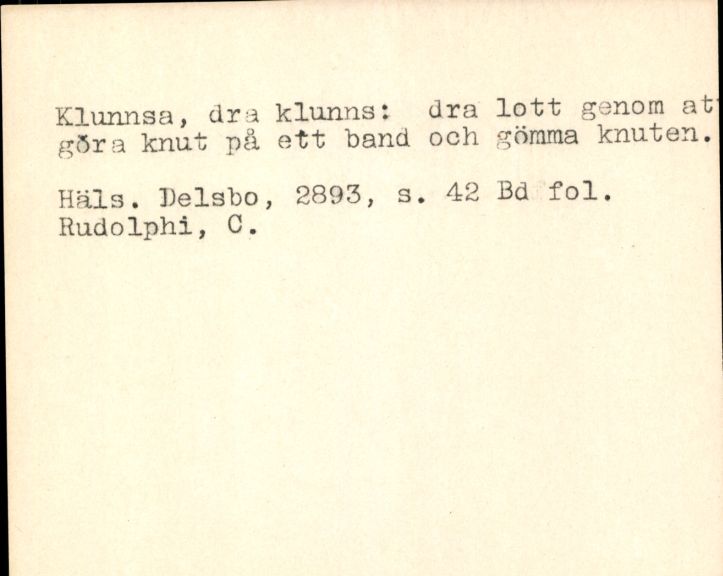 Klunnsa, dra klunns: dra lott genom att
göra knut på ett band och gömma knuten.
Häls. Delsbo, 2893, s. 42 Bd fol.
Rudolphi, C.